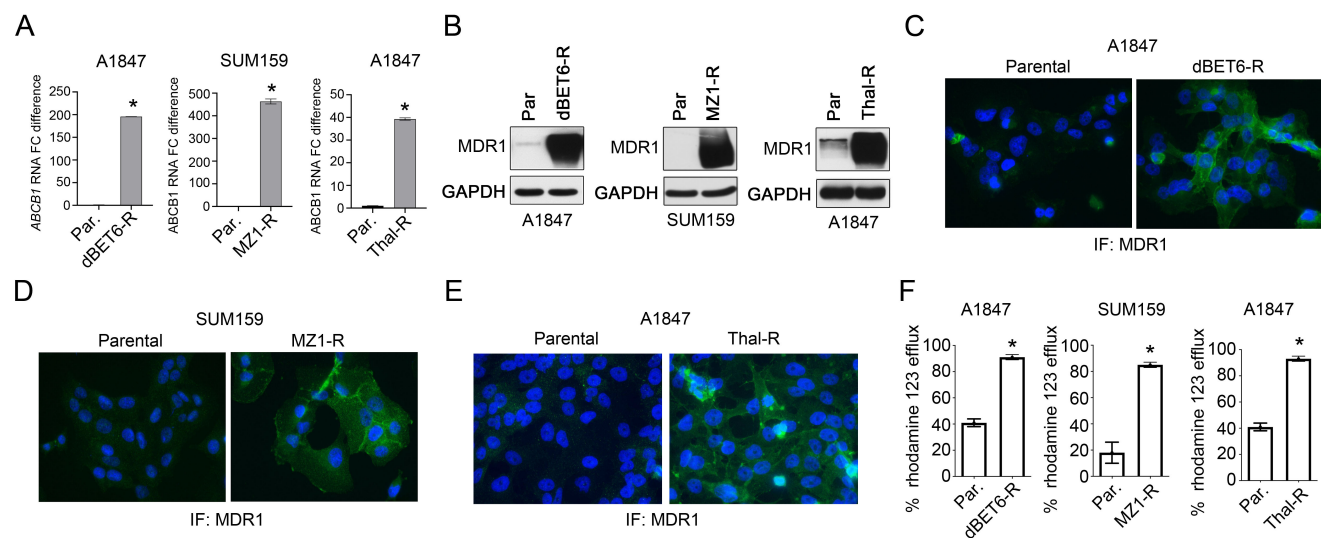 A
A1847
ABCB1 RNA FC difference
250
200
150
100
50
0
Par.
dBET6-R
*
SUM159
ABCB1 RNA FC difference
500
400
300
200
100
0
Par.
MZ1-R
*
A1847
ABCB1 RNA FC difference
50
40
30
20
10
0
Par.
Thal-R
*
B
Par
dBET6-R
MDR1
GAPDH
A1847
Par
MZ1-R
MDR1
GAPDH
SUM159
Par
Thal-R
MDR1
GAPDH
A1847
C
A1847
Parental
dBET6-R
IF: MDR1
D
SUM159
Parental
MZ1-R
IF: MDR1
E
A1847
Parental
Thal-R
IF: MDR1
F
A1847
% rhodamine 123 efflux
100
80
60
40
20
0
Par.
dBET6-R
*
SUM159
% rhodamine 123 efflux
100
80
60
40
20
0
Par.
MZ1-R
*
A1847
% rhodamine 123 efflux
100
80
60
40
20
0
Par.
Thal-R
*